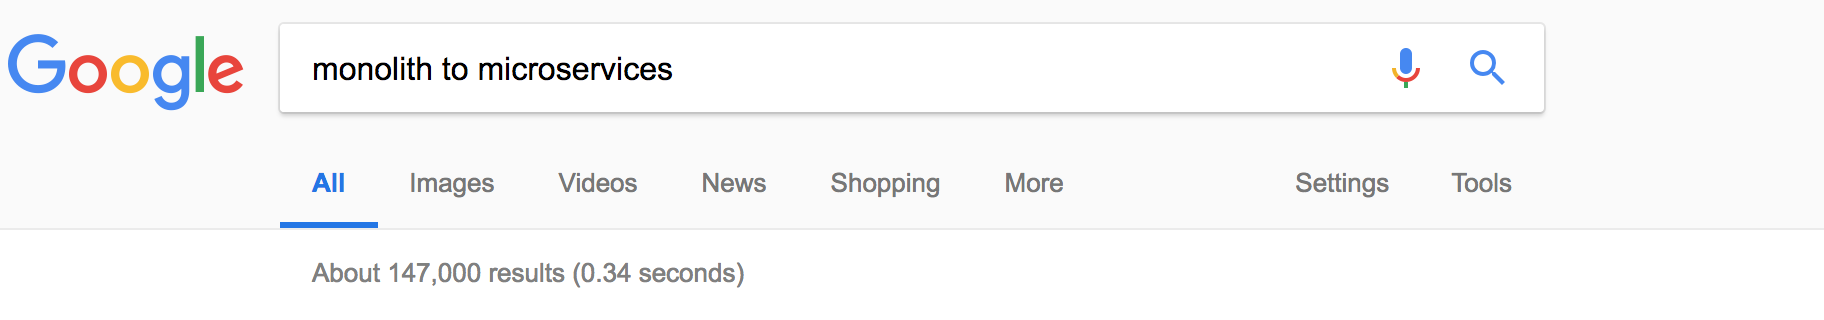 Google monolith to microservices
All Images Videos News Shopping More Settings Tools
About 147,000 results (0.34 seconds)